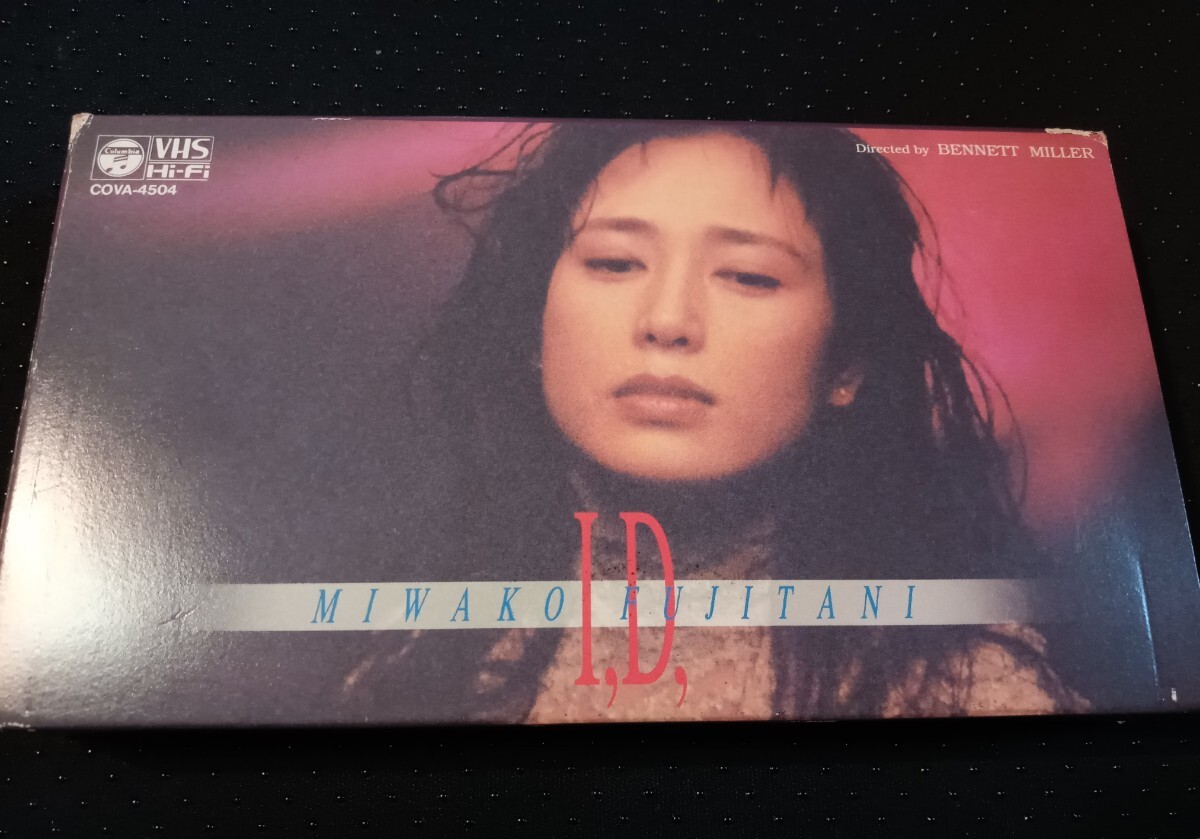 Columbia
VHS
Hi-Fi
COVA-4504
Directed by BENNETT MILLER
I,D,
MIWAKO FUJITANI